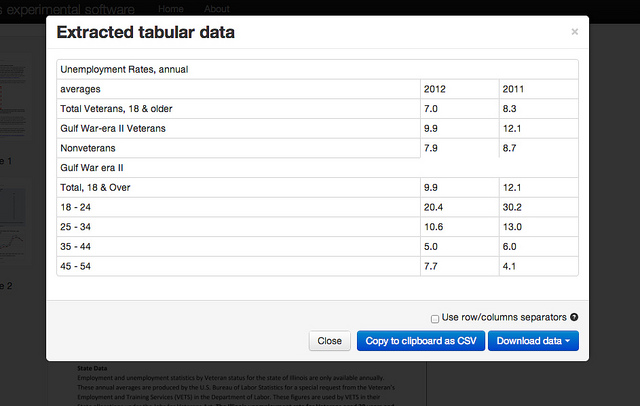 s experimental software Home About
Extracted tabular data ×
Unemployment Rates, annual
averages 2012 2011
Total Veterans, 18 & older 7.0 8.3
Gulf War-era II Veterans 9.9 12.1
Nonveterans 7.9 8.7
Gulf War era II
Total, 18 & Over 9.9 12.1
18 - 24 20.4 30.2
25 - 34 10.6 13.0
35 - 44 5.0 6.0
45 - 54 7.7 4.1
e 1
e 2
Use row/columns separators ?
Close Copy to clipboard as CSV Download data
State Data
Employment and unemployment statistics by Veteran status for the state of Illinois are only available annually.
These annual averages are produced by the U.S. Bureau of Labor Statistics for a special request from the Veteran's
Employment and Training Services (VETS) in the Department of Labor. These figures are used by VETS in their